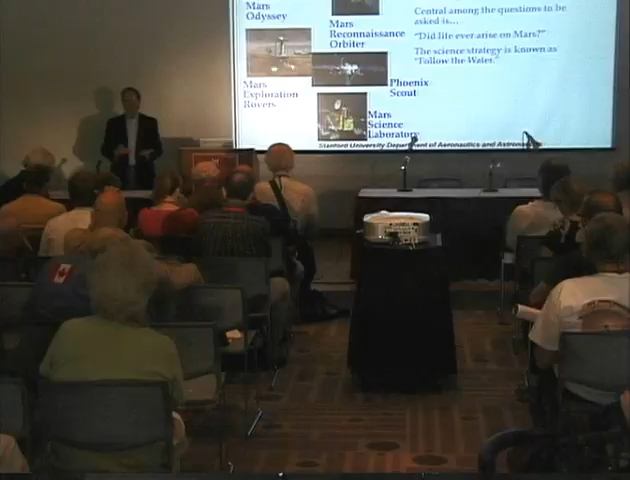 Mars
Odyssey
Mars
Reconnaissance
Orbiter
Mars
Exploration
Rovers
Phoenix
Scout
Mars
Science
Laboratory
Central among the questions to be
asked is…
"Did life ever arise on Mars?"
The science strategy is known as
"Follow the Water."
Stanford University Department of Aeronautics and